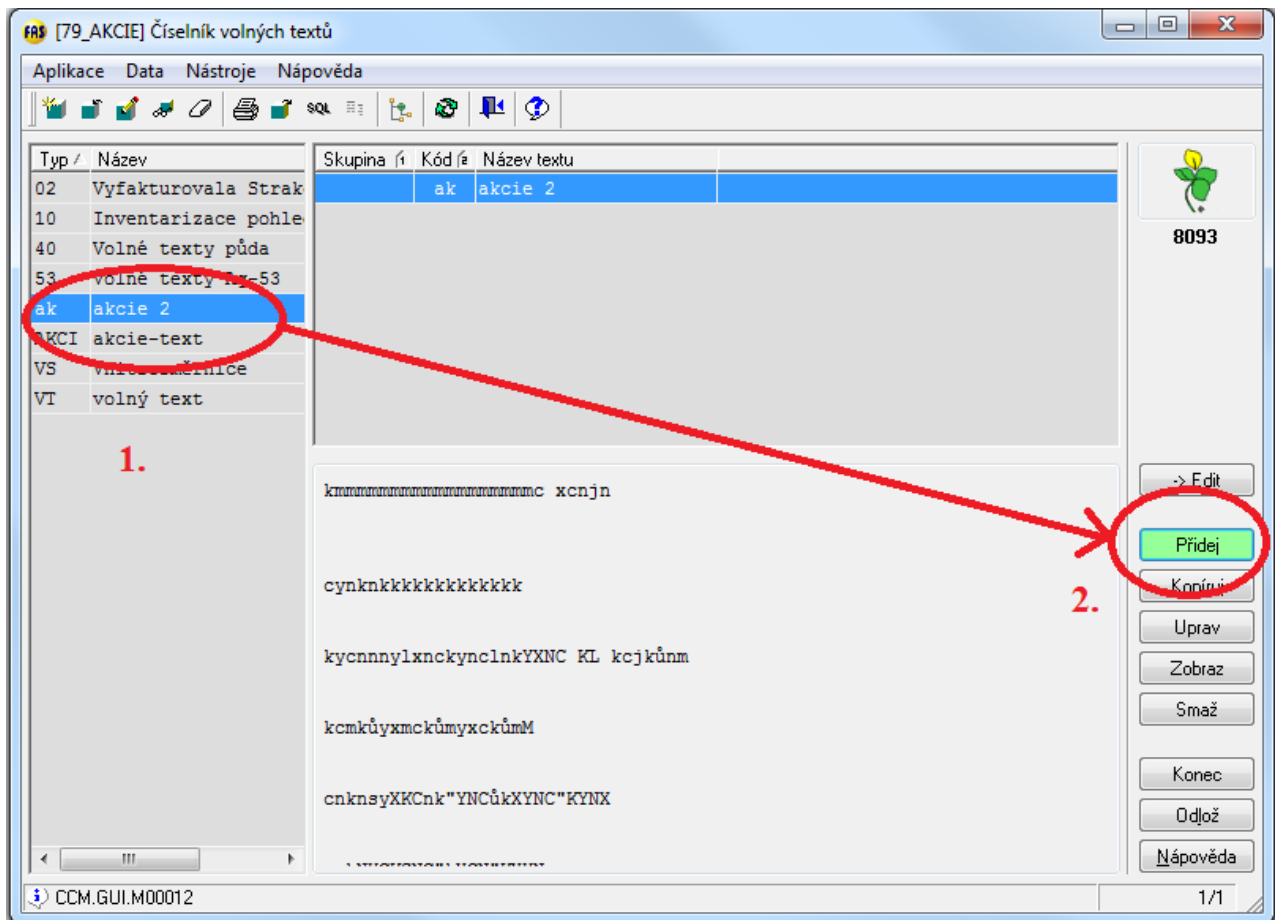 FAS [79_AKCIE] Číselník volných textů
Aplikace Data Nástroje Nápověda
SQL
Typ Název
02 Vyfakturovala Strak
10 Inventarizace pohle
40 Volné texty půda
53 volné texty
ak akcie 2
AKCI akcie-text
VS
VT volný text
1.
Skupina 1 Kód 2 Název textu
ak akcie 2
8093
kmmmmmmmmmmmmmmmmmmc xcnjn
cynknkkkkkkkkkkkkk
kycnnnylxnckynclnkYXNC KL kcjkůnm
kcmkůyxmckůmyxckůmM
cnknsyXKCnk"YNCůkXYNC"KYNX
-> Edit
Přidej
2.
Kopíruj
Uprav
Zobraz
Smaž
Konec
Odlož
Nápověda
CCM.GUI.M00012
1/1